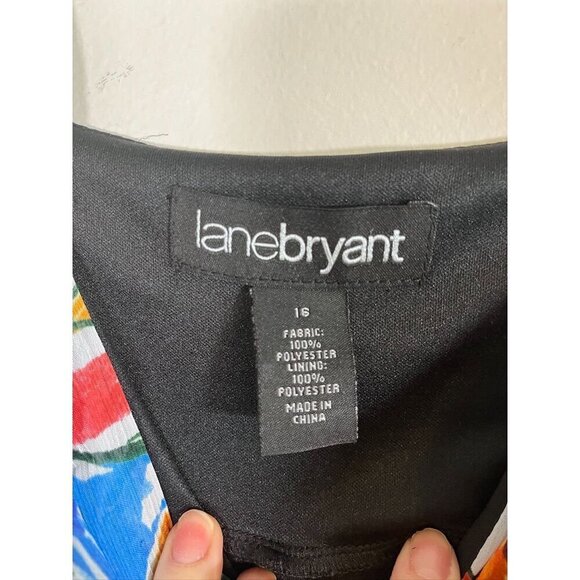 lanebryant
16
FABRIC:
100%
POLYESTER
LINING:
100%
POLYESTER
MADE IN
CHINA